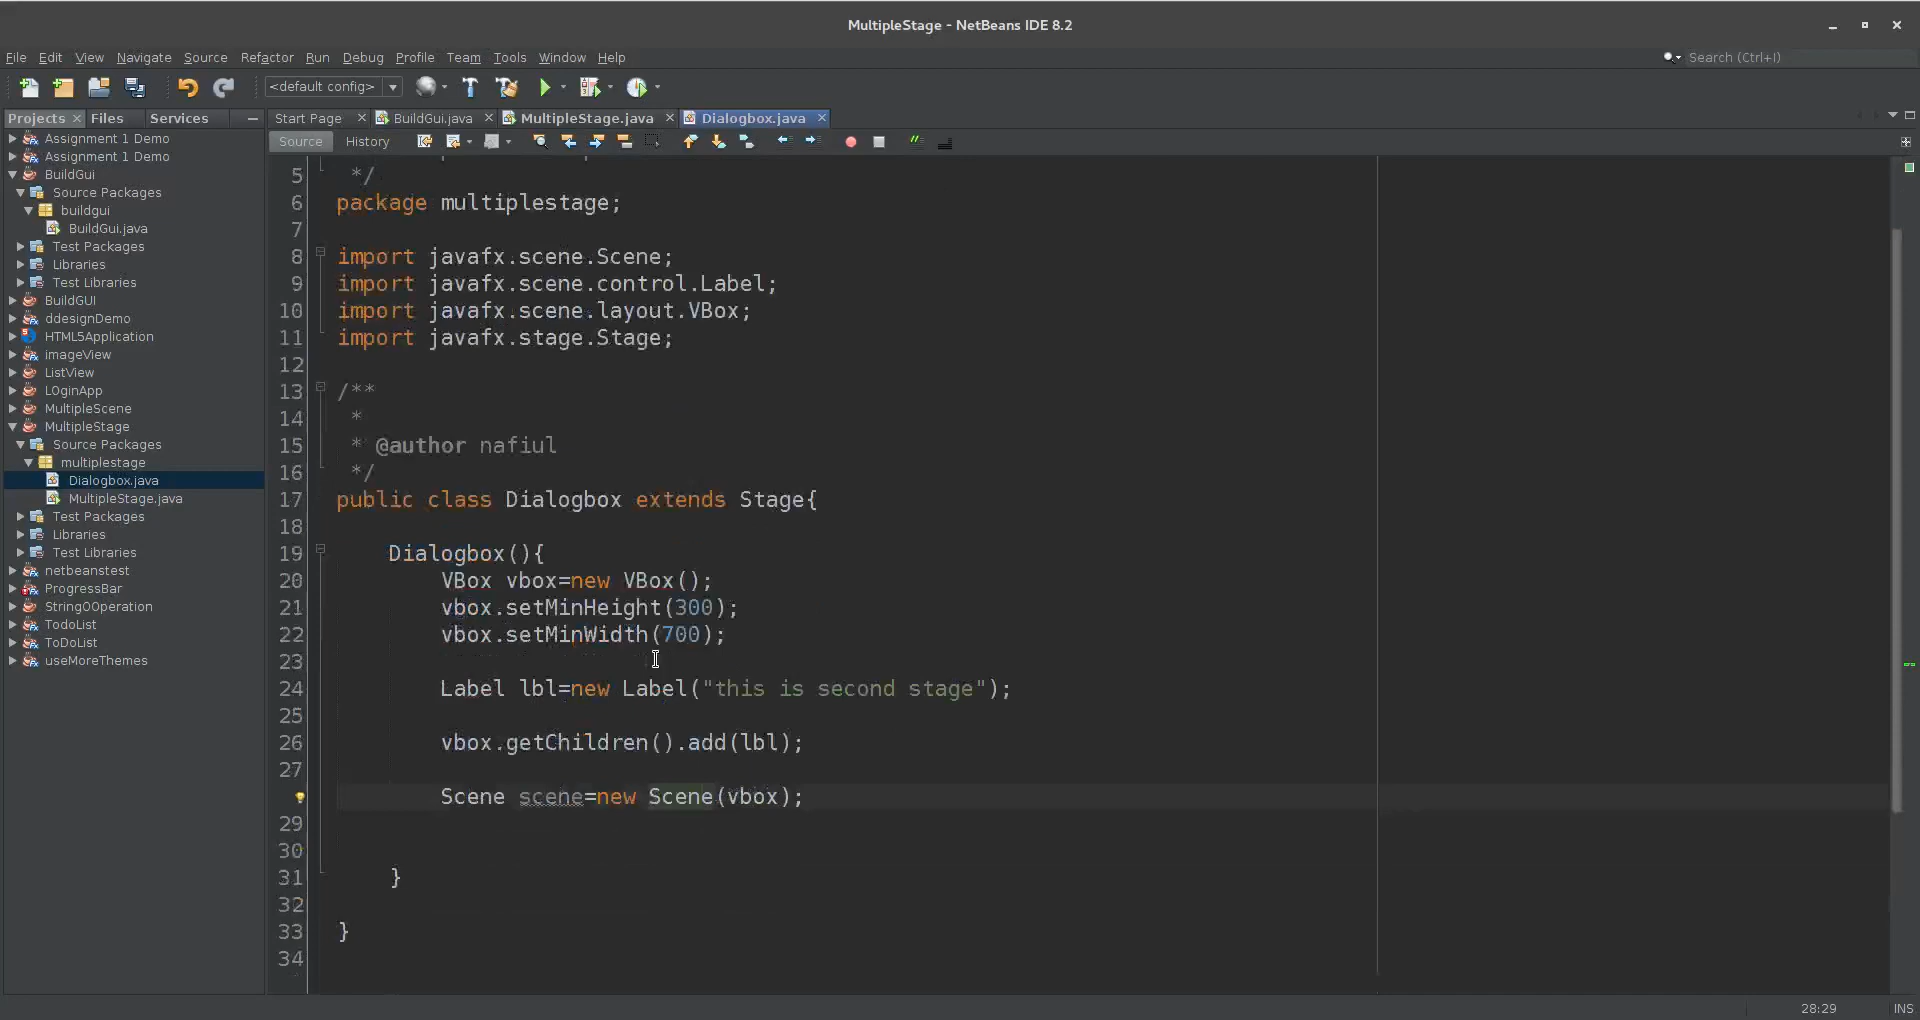 MultipleStage - NetBeans IDE 8.2
File Edit View Navigate Source Refactor Run Debug Profile Team Tools Window Help
Search (Ctrl+I)
<default config>
Projects Files Services
Start Page BuildGui.java MultipleStage.java Dialogbox.java
Source History
Assignment 1 Demo
Assignment 1 Demo
BuildGui
Source Packages
buildgui
BuildGui.java
Test Packages
Libraries
Test Libraries
BuildGUI
ddesignDemo
HTML5Application
imageView
ListView
LOginApp
MultipleScene
MultipleStage
Source Packages
multiplestage
Dialogbox.java
MultipleStage.java
Test Packages
Libraries
Test Libraries
netbeanstest
ProgressBar
StringOOperation
TodoList
ToDoList
useMoreThemes
5 */
6 package multiplestage;
7
8 import javafx.scene.Scene;
9 import javafx.scene.control.Label;
10 import javafx.scene.layout.VBox;
11 import javafx.stage.Stage;
12
13 /**
14 *
15 * @author nafiul
16 */
17 public class Dialogbox extends Stage{
18
19 Dialogbox(){
20 VBox vbox=new VBox();
21 vbox.setMinHeight(300);
22 vbox.setMinWidth(700);
23
24 Label lbl=new Label("this is second stage");
25
26 vbox.getChildren().add(lbl);
27
Scene scene=new Scene(vbox);
29
30
31 }
32
33 }
34
28:29 INS